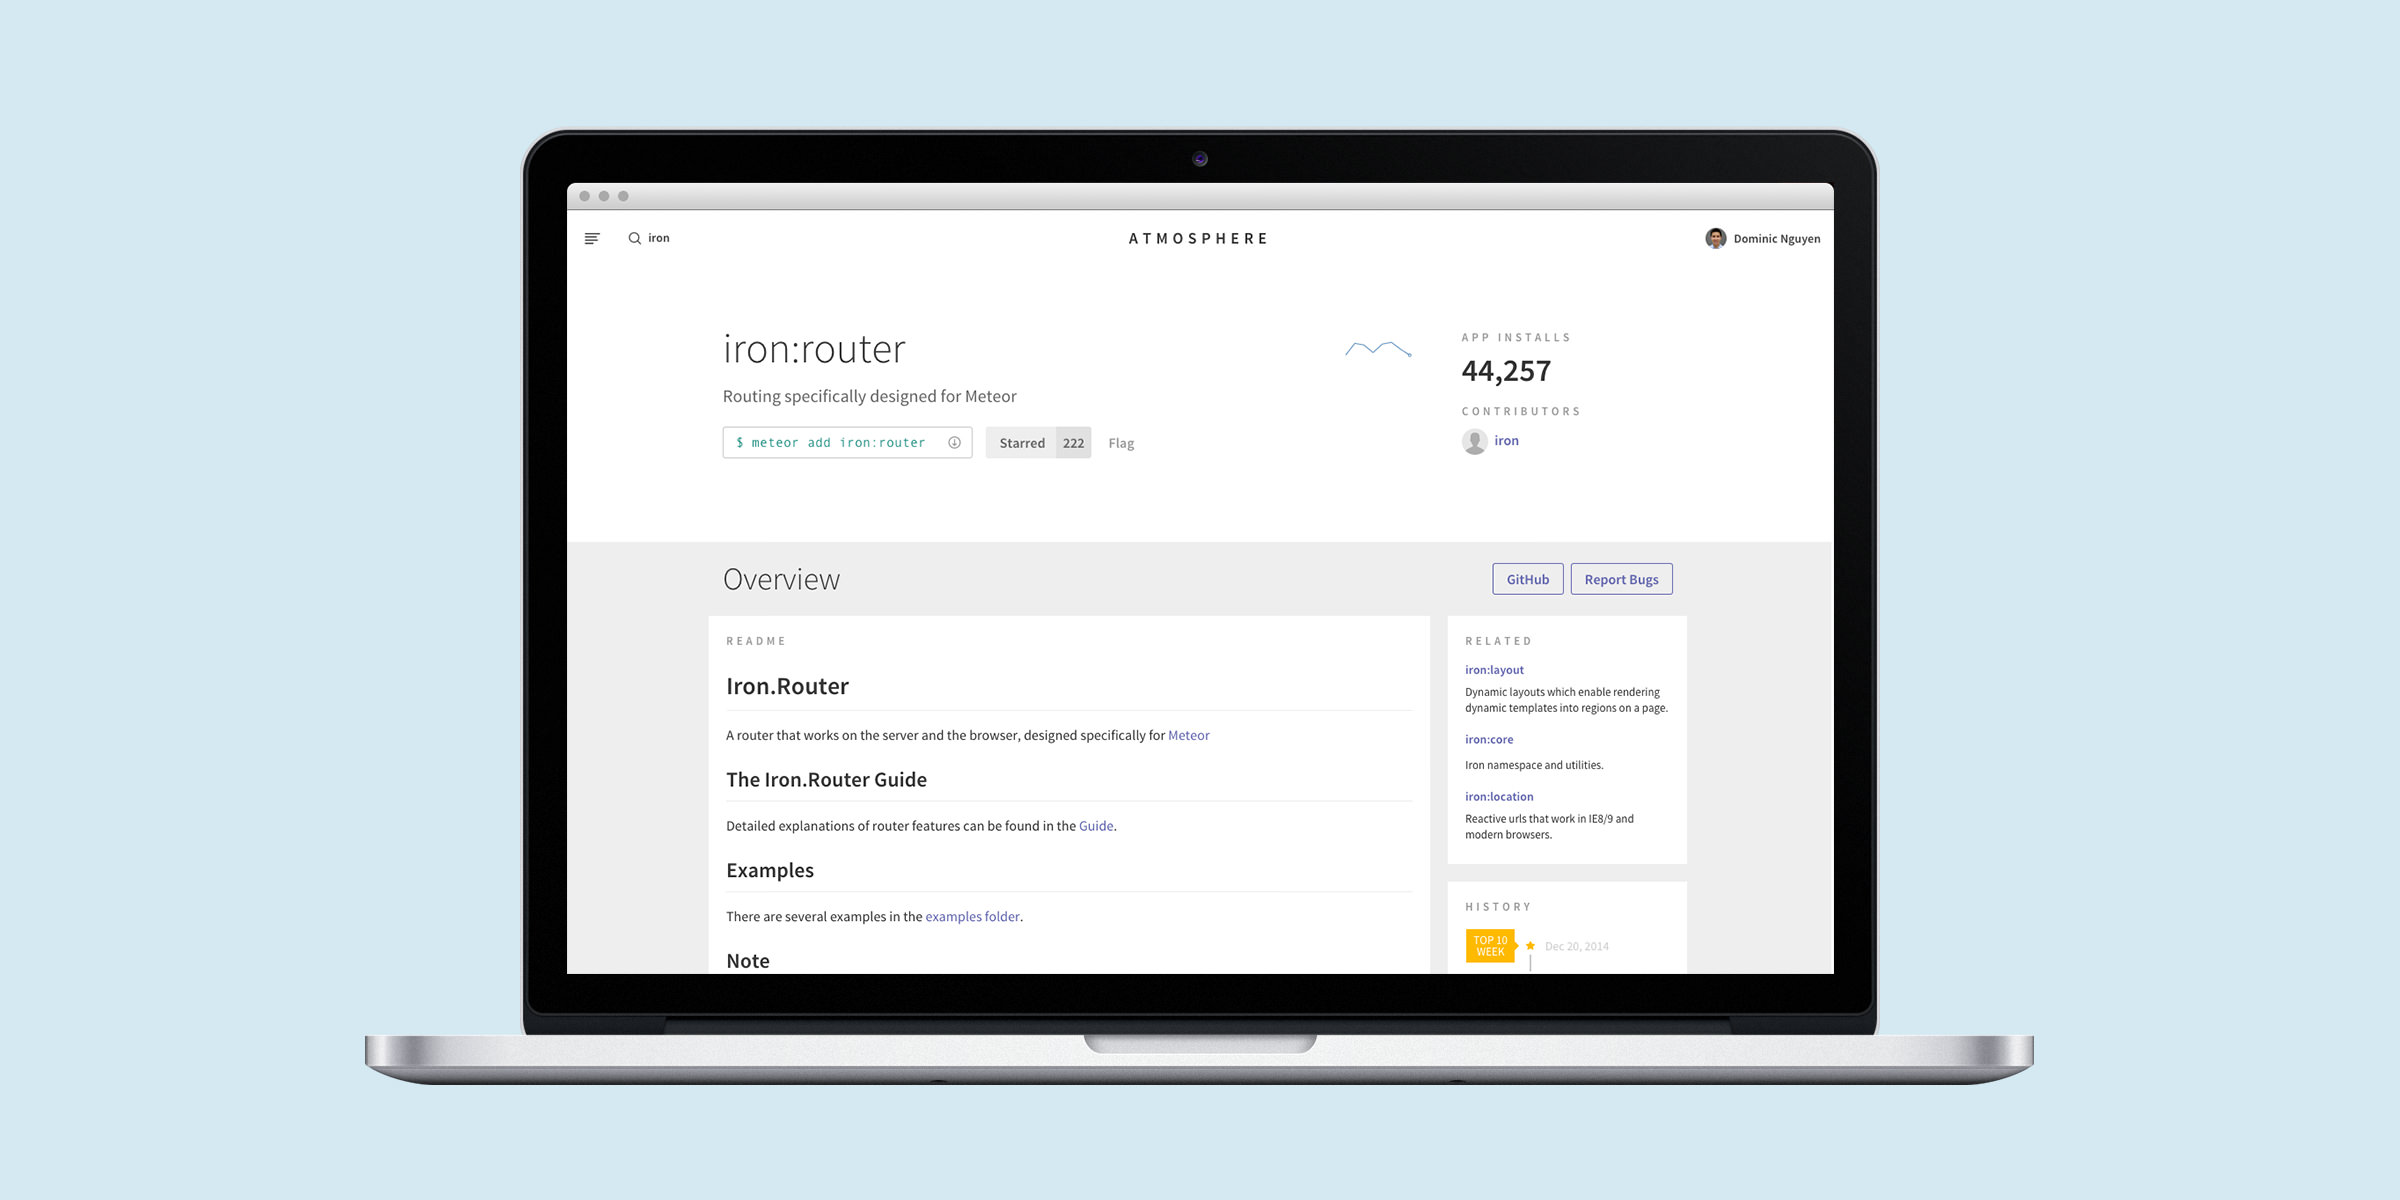 iron
ATMOSPHERE
Dominic Nguyen
iron:router
Routing specifically designed for Meteor
$ meteor add iron:router
Starred 222 Flag
APP INSTALLS
44,257
CONTRIBUTORS
iron
Overview
GitHub
Report Bugs
README
Iron.Router
A router that works on the server and the browser, designed specifically for Meteor
The Iron.Router Guide
Detailed explanations of router features can be found in the Guide.
Examples
There are several examples in the examples folder.
Note
RELATED
iron:layout
Dynamic layouts which enable rendering
dynamic templates into regions on a page.
iron:core
Iron namespace and utilities.
iron:location
Reactive urls that work in IE8/9 and
modern browsers.
HISTORY
TOP 10
WEEK
Dec 20, 2014